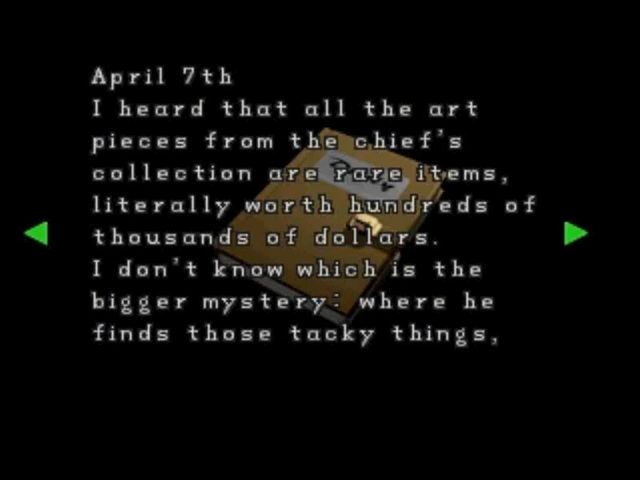 April 7th
I heard that all the art
pieces from the chief's
collection are rare items,
literally worth hundreds of
thousands of dollars.
I don't know which is the
bigger mystery: where he
finds those tacky things,
Diary